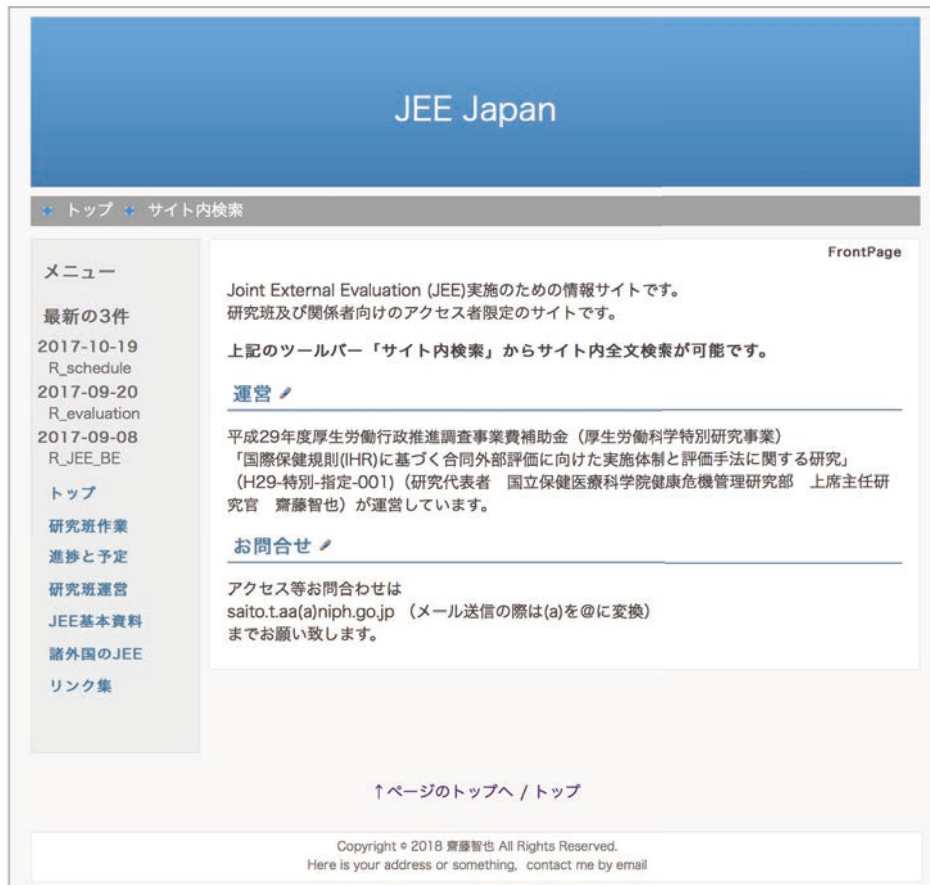 JEE Japan
トップ サイト内検索
メニュー
最新の3件
2017-10-19
R_schedule
2017-09-20
R_evaluation
2017-09-08
R_JEE_BE
トップ
研究班作業
進捗と予定
研究班運営
JEE基本資料
諸外国のJEE
リンク集
FrontPage
Joint External Evaluation (JEE)実施のための情報サイトです。
研究班及び関係者向けのアクセス者限定のサイトです。
上記のツールバー「サイト内検索」からサイト内全文検索が可能です。
運営
平成29年度厚生労働行政推進調査事業費補助金（厚生労働科学特別研究事業）
「国際保健規則(IHR)に基づく合同外部評価に向けた実施体制と評価手法に関する研究」
（H29-特別-指定-001)（研究代表者　国立保健医療科学院健康危機管理研究部　上席主任研
究官　齋藤智也）が運営しています。
お問合せ
アクセス等お問合わせは
saito.t.aa(a)niph.go.jp （メール送信の際は(a)を@に変換）
までお願い致します。
↑ページのトップへ / トップ
Copyright © 2018 齋藤智也 All Rights Reserved.
Here is your address or something, contact me by email